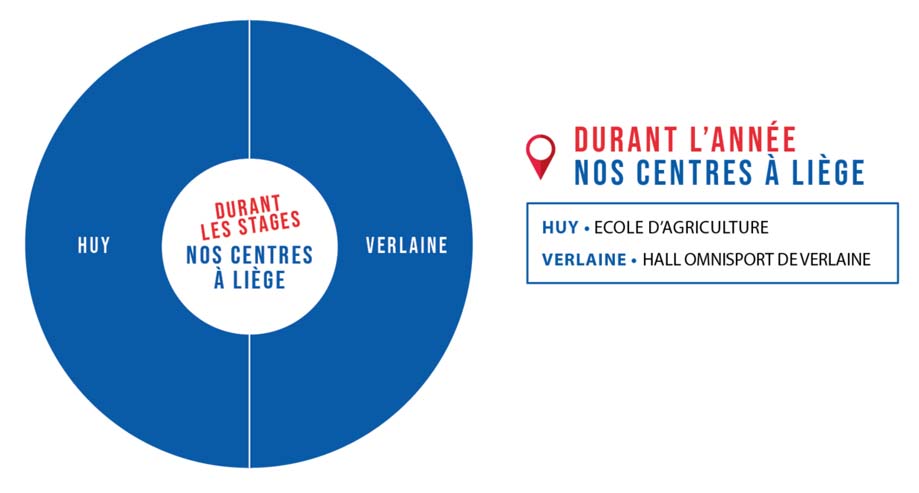 HUY
DURANT
LES STAGES
NOS CENTRES
À LIÈGE
VERLAINE
DURANT L'ANNÉE
NOS CENTRES À LIÈGE
HUY • ECOLE D'AGRICULTURE
VERLAINE • HALL OMNISPORT DE VERLAINE